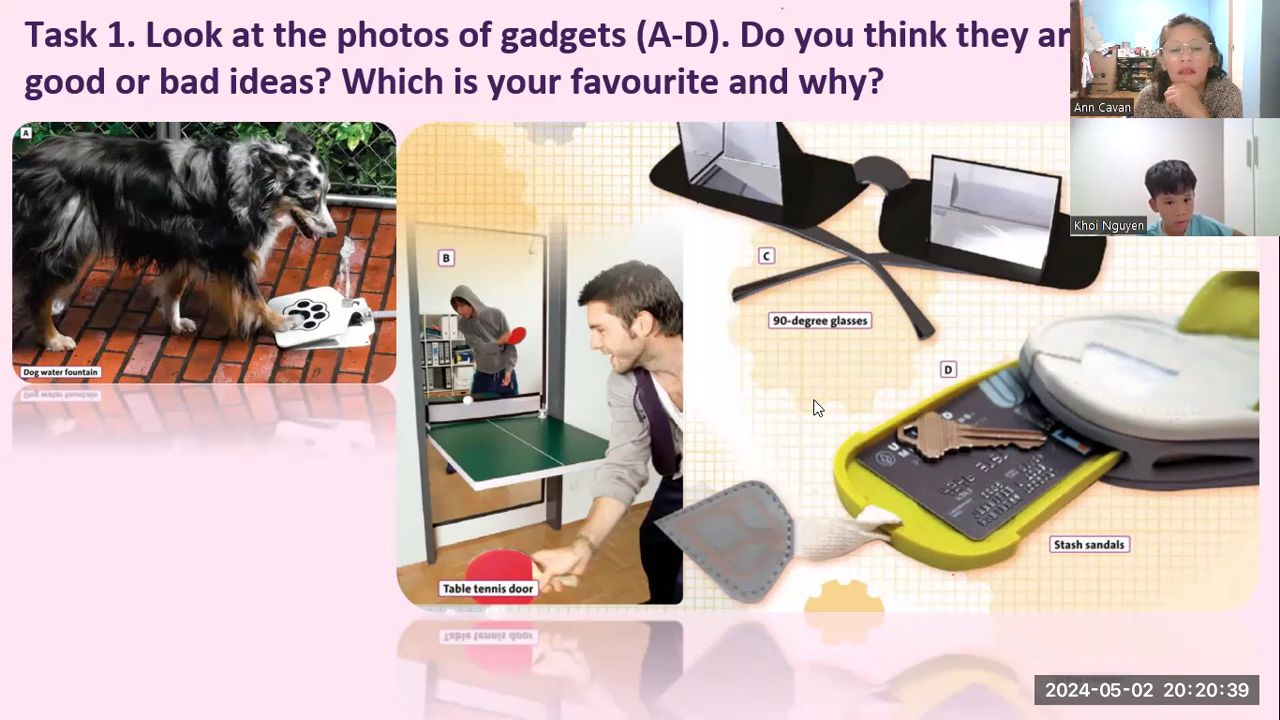 Task 1. Look at the photos of gadgets (A-D). Do you think they ar
good or bad ideas? Which is your favourite and why?
Ann Cavan
Khoi Nguyen
A
Dog water fountain
B
Table tennis door
C
90-degree glasses
D
Stash sandals
2024-05-02 20:20:39